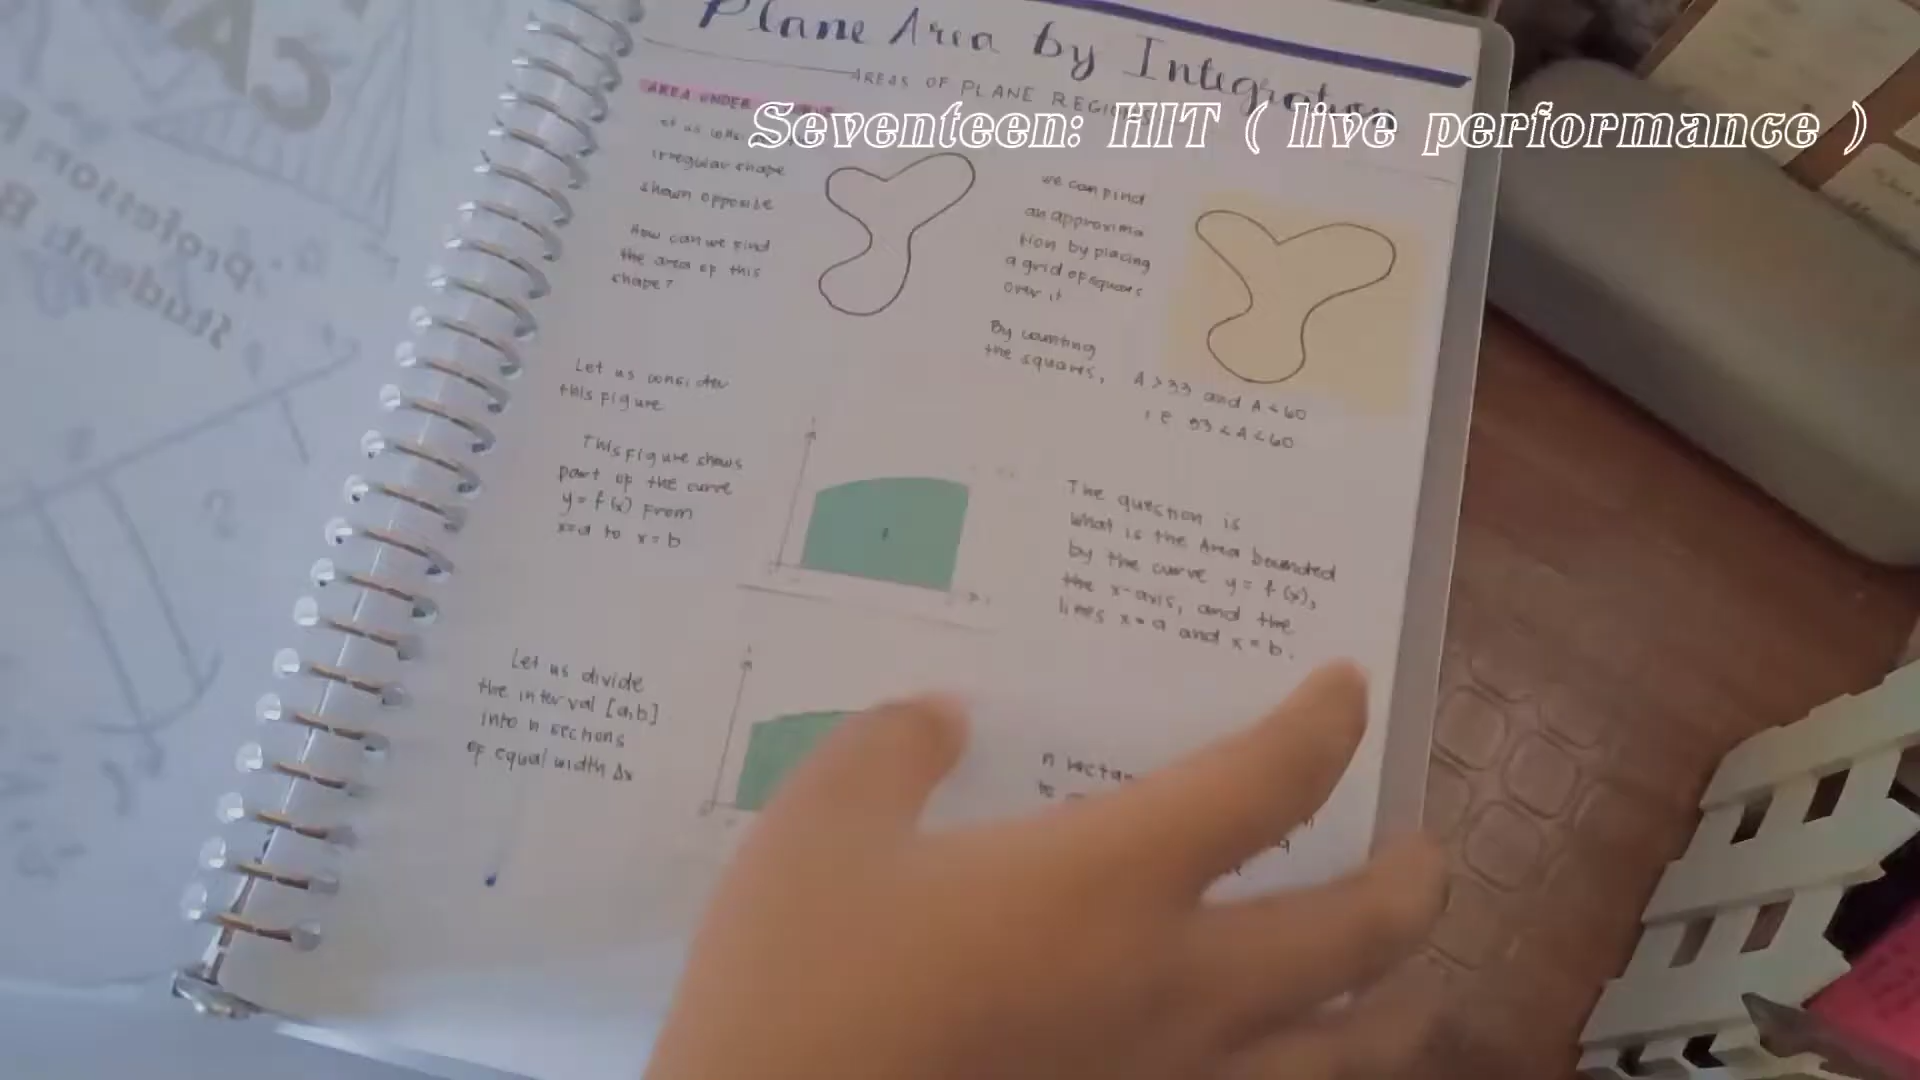 Plane Area by Integration
AREAS OF PLANE REGIONS
Seventeen: HIT ( live performance )
AREA UNDER
irregular shape
shown opposite
How can we find
the area of this
shape?
we can find
an approxima
tion by placing
a grid of squares
over it
By counting
the squares,
A > 33 and A < 60
i.e 33 < A < 60
Let us consider
this figure
This figure shows
part of the curve
y = f(x) from
x=a to x=b
The question is
what is the Area bounded
by the curve y = f(x),
the x-axis, and the
lines x=a and x=b.
Let us divide
the interval [a,b]
into n sections
of equal width Δx
n rectan
Professor
Student: B